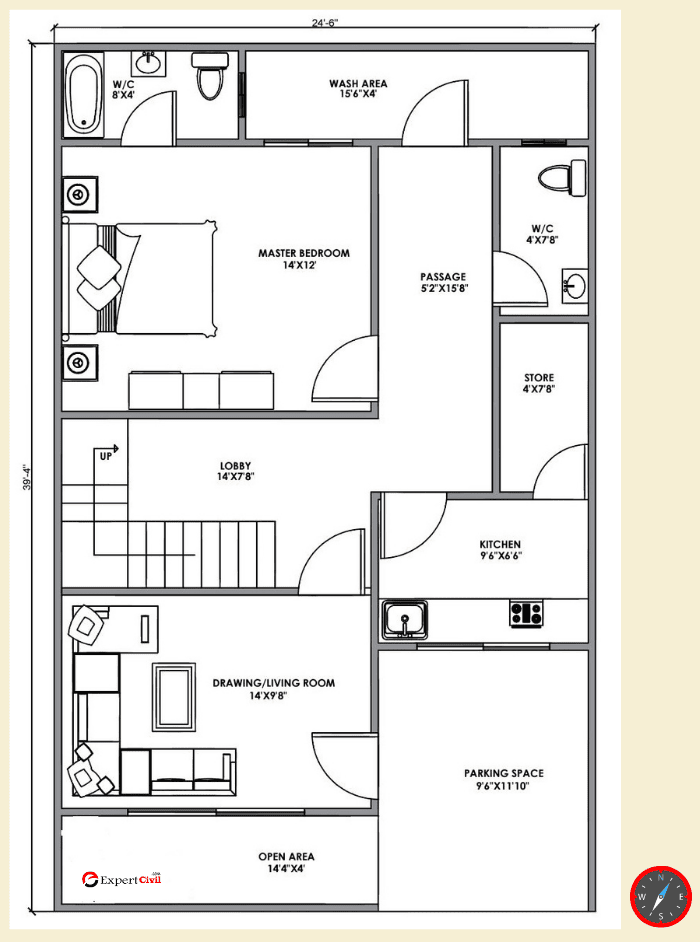 24'-6"
W/C
8'X4'
WASH AREA
15'6"X4'
MASTER BEDROOM
14'X12'
W/C
4'X7'8"
PASSAGE
5'2"X15'8"
STORE
4'X7'8"
UP
LOBBY
14'X7'8"
39'-4"
KITCHEN
9'6"X6'6"
DRAWING/LIVING ROOM
14'X9'8"
PARKING SPACE
9'6"X11'10"
OPEN AREA
14'4"X4'
Expert Civil
N
W E
S